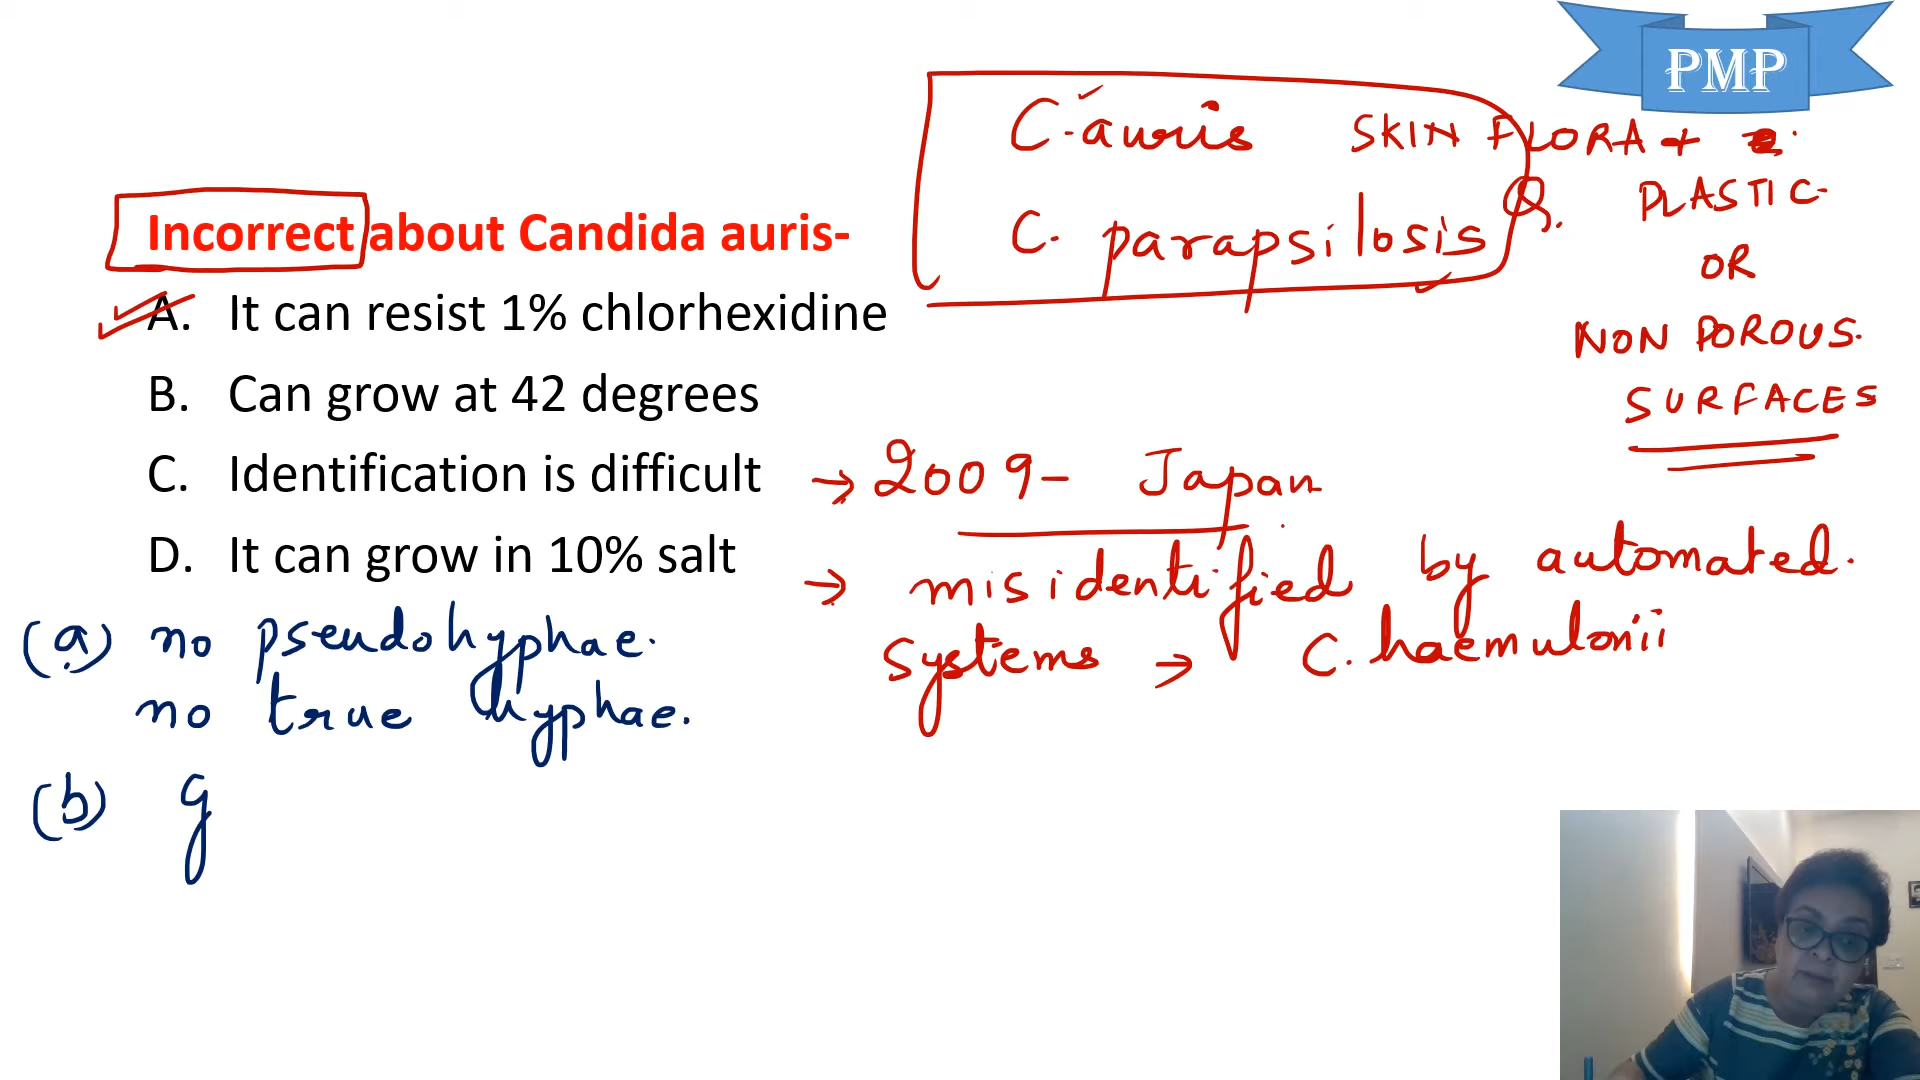 PMP
C. auris SKIN FLORA +
C. parapsilosis
PLASTIC
OR
NON POROUS.
SURFACES
Incorrect about Candida auris-
A. It can resist 1% chlorhexidine
B. Can grow at 42 degrees
C. Identification is difficult
D. It can grow in 10% salt
→ 2009 - Japan
→ misidentified by automated.
systems → C. haemulonii
(a) no pseudohyphae.
no true hyphae.
(b) g